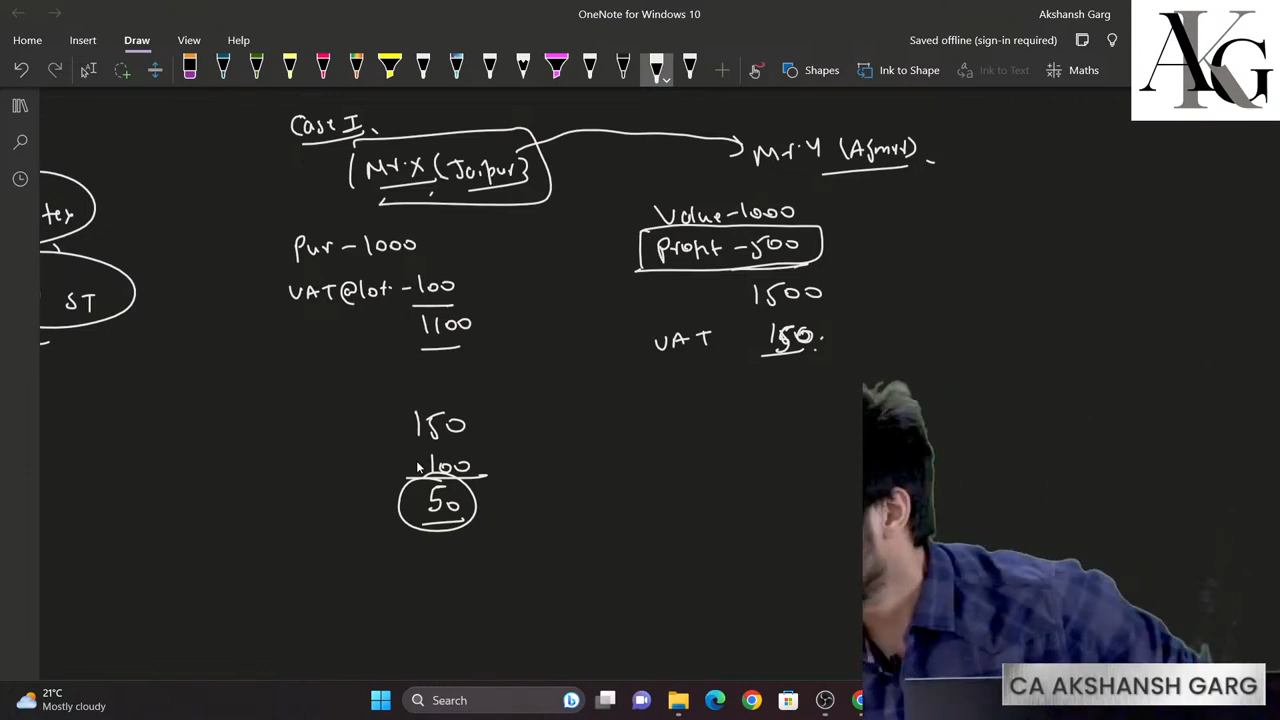 OneNote for Windows 10
Akshansh Garg
Home Insert Draw View Help
Saved offline (sign-in required)
Shapes Ink to Shape Ink to Text Maths
AKG
Case I
Mr. X (Jaipur)
Mr. Y (Ajmer)
tex
ST
Pur - 1000
VAT@10% - 100
1100
Value - 1000
Profit - 500
1500
VAT 150
150
100
50
CA AKSHANSH GARG
21°C
Mostly cloudy
Search